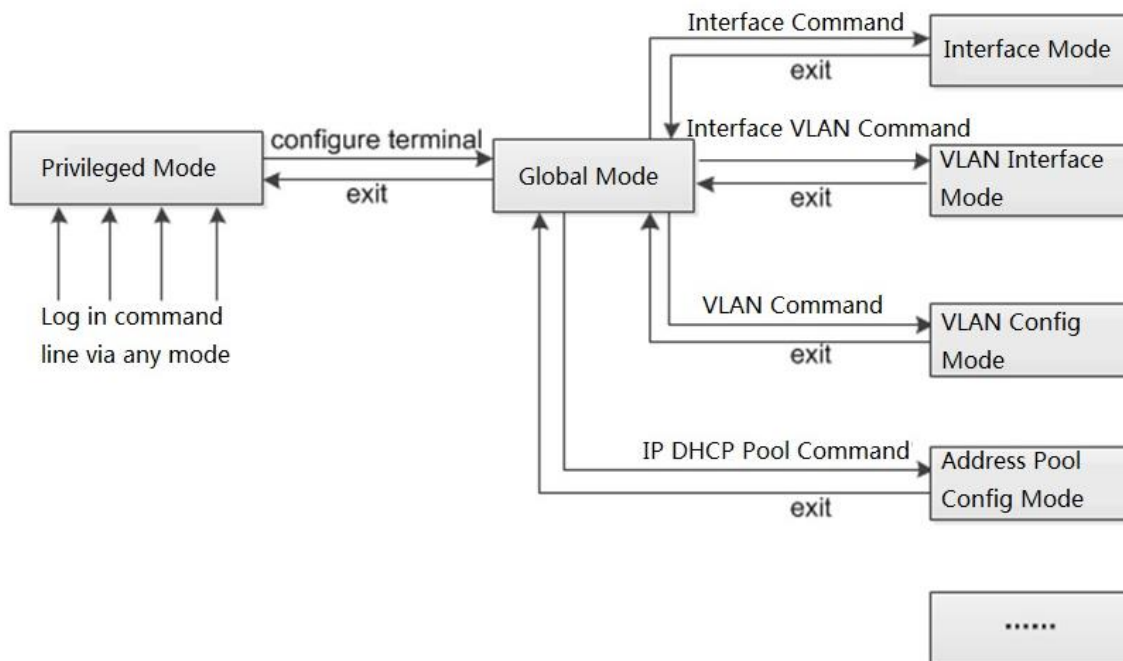 Interface Command
Interface Mode
exit
Interface VLAN Command
configure terminal
Privileged Mode
Global Mode
VLAN Interface
Mode
exit
exit
Log in command
line via any mode
VLAN Command
VLAN Config
Mode
exit
IP DHCP Pool Command
Address Pool
Config Mode
exit
......